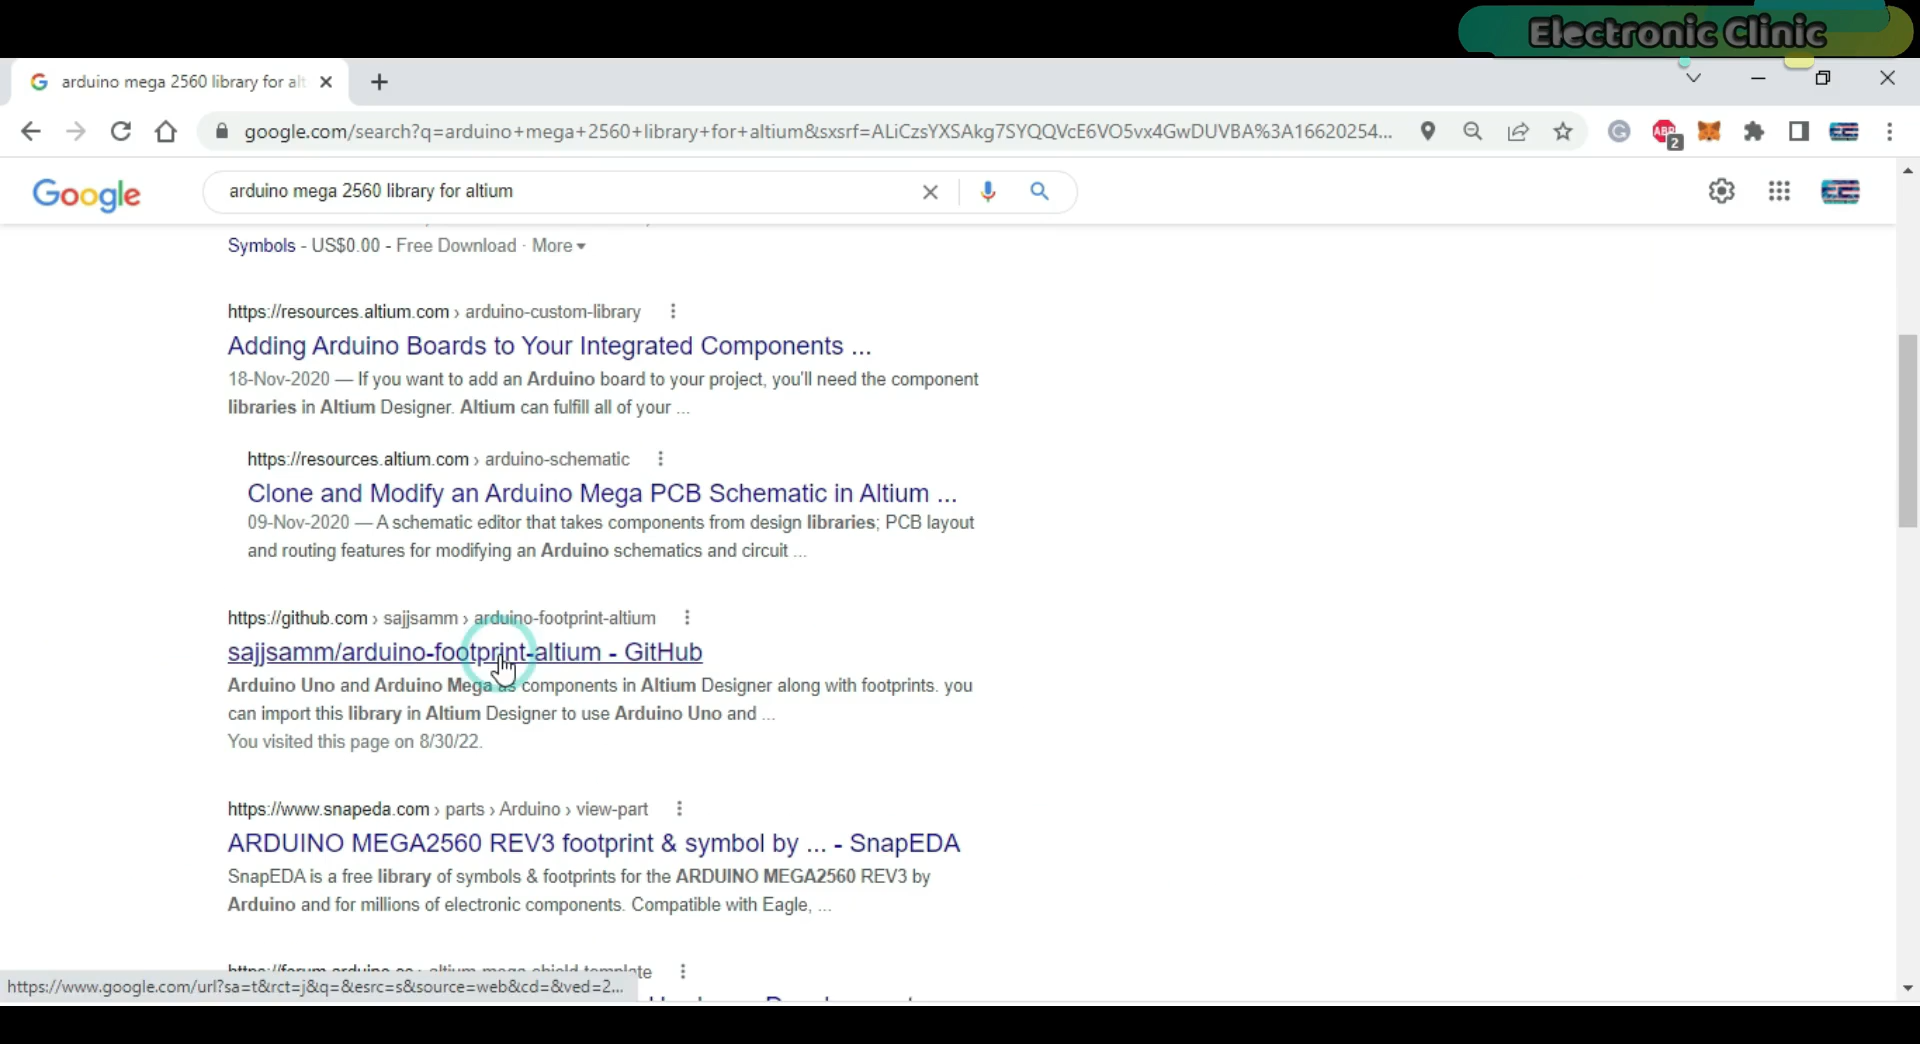 Electronic Clinic
arduino mega 2560 library for alt
google.com/search?q=arduino+mega+2560+library+for+altium&sxsrf=ALiCzsYXSAkg7SYQQVcE6VO5vx4GwDUVBA%3A16620254...
ABP
2
Google
arduino mega 2560 library for altium
Symbols - US$0.00 - Free Download · More
https://resources.altium.com › arduino-custom-library
Adding Arduino Boards to Your Integrated Components ...
18-Nov-2020 — If you want to add an Arduino board to your project, you'll need the component
libraries in Altium Designer. Altium can fulfill all of your ...
https://resources.altium.com › arduino-schematic
Clone and Modify an Arduino Mega PCB Schematic in Altium ...
09-Nov-2020 — A schematic editor that takes components from design libraries; PCB layout
and routing features for modifying an Arduino schematics and circuit ...
https://github.com › sajjsamm › arduino-footprint-altium
sajjsamm/arduino-footprint-altium - GitHub
Arduino Uno and Arduino Mega as components in Altium Designer along with footprints. you
can import this library in Altium Designer to use Arduino Uno and ...
You visited this page on 8/30/22.
https://www.snapeda.com › parts › Arduino › view-part
ARDUINO MEGA2560 REV3 footprint & symbol by ... - SnapEDA
SnapEDA is a free library of symbols & footprints for the ARDUINO MEGA2560 REV3 by
Arduino and for millions of electronic components. Compatible with Eagle, ...
https://forum.arduino.cc › altium-mega-shield-template
https://www.google.com/url?sa=t&rct=j&q=&esrc=s&source=web&cd=&ved=2...